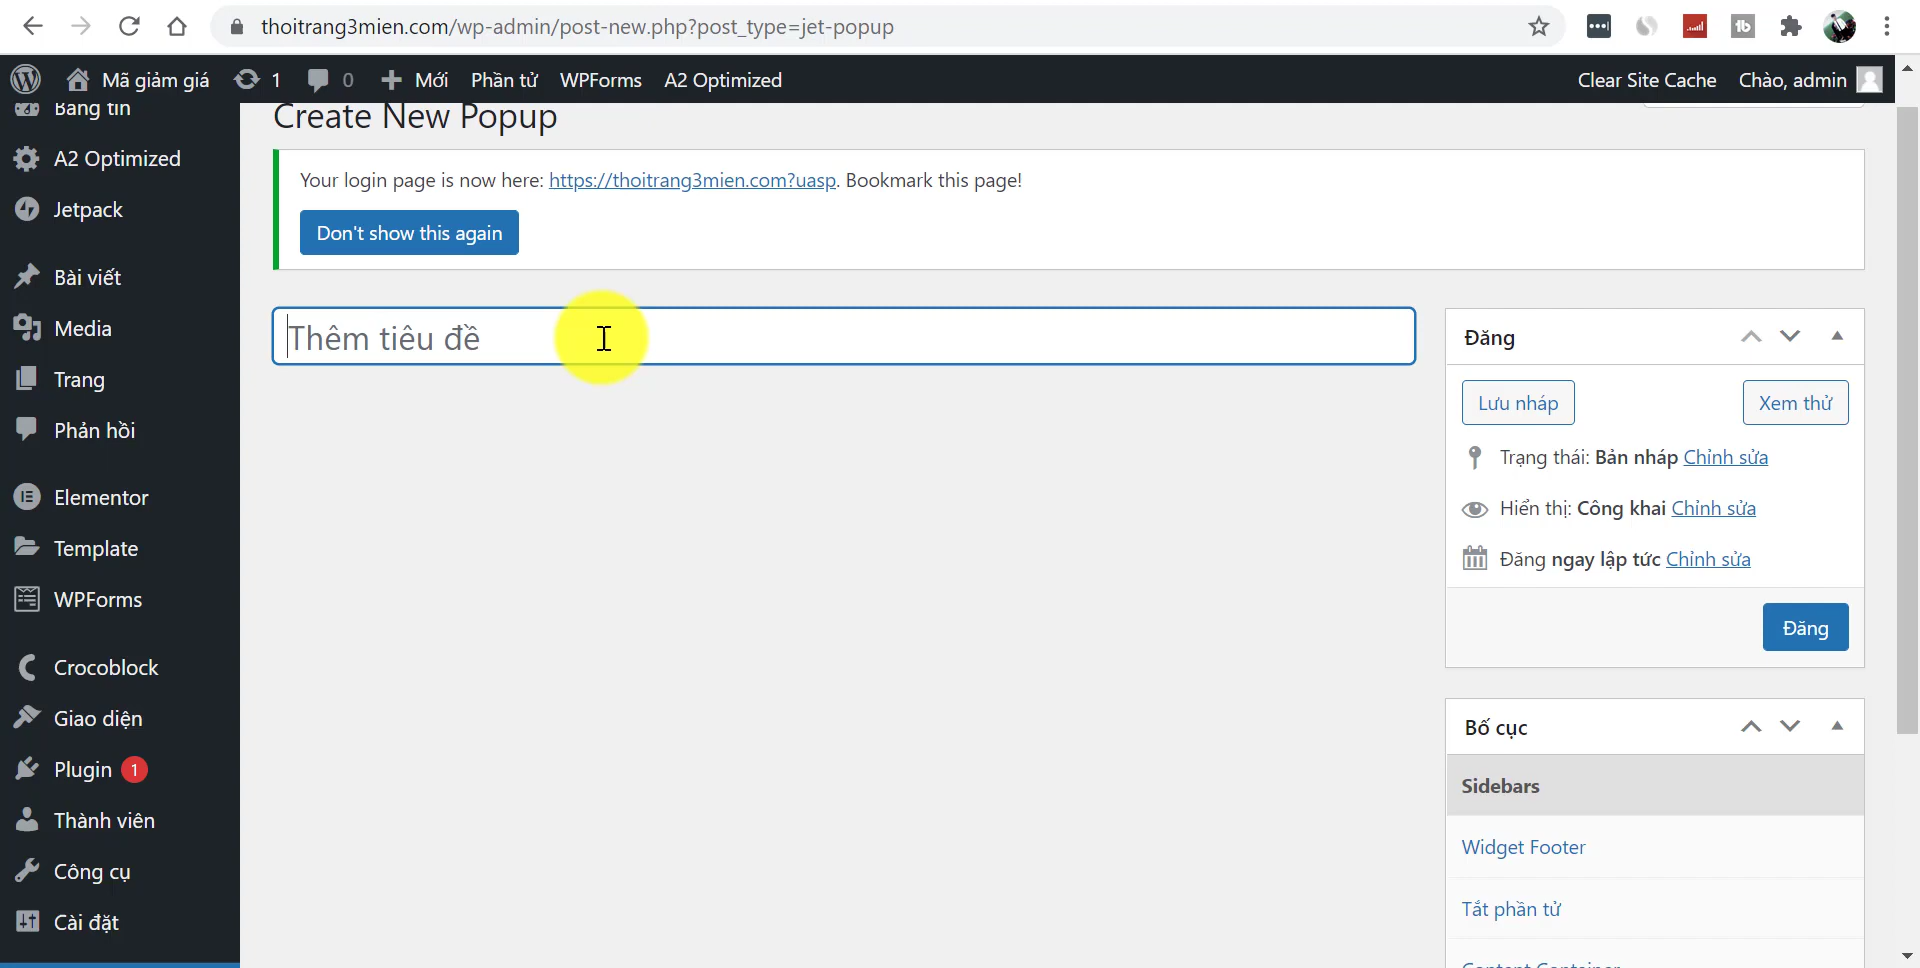 thoitrang3mien.com/wp-admin/post-new.php?post_type=jet-popup
Mã giảm giá 1 0 Mới Phần tử WPForms A2 Optimized Clear Site Cache Chào, admin
Bảng tin
A2 Optimized
Jetpack
Bài viết
Media
Trang
Phản hồi
Elementor
Template
WPForms
Crocoblock
Giao diện
Plugin 1
Thành viên
Công cụ
Cài đặt
Create New Popup
Your login page is now here: https://thoitrang3mien.com?uasp. Bookmark this page!
Don't show this again
Thêm tiêu đề
Đăng
Lưu nháp Xem thử
Trạng thái: Bản nháp Chỉnh sửa
Hiển thị: Công khai Chỉnh sửa
Đăng ngay lập tức Chỉnh sửa
Đăng
Bố cục
Sidebars
Widget Footer
Tắt phần tử
Content Container